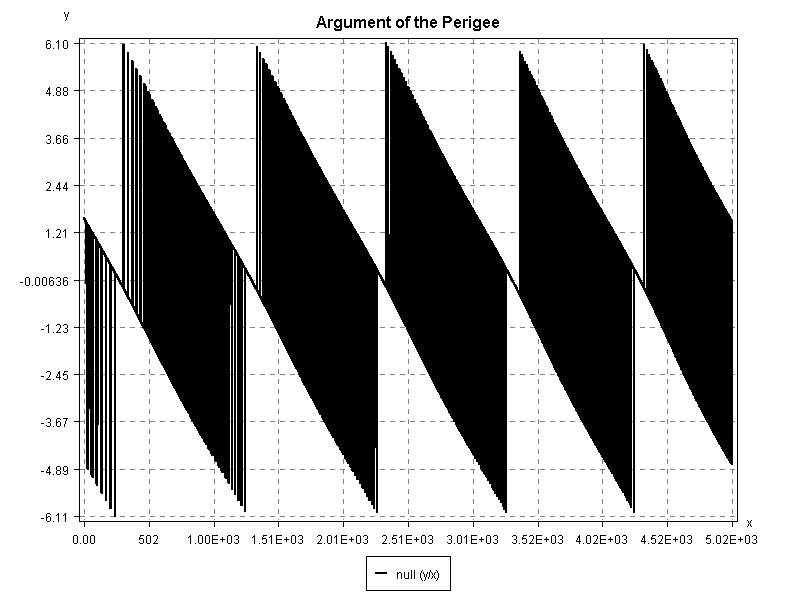 Argument of the Perigee
y
6.10
4.88
3.66
2.44
1.21
-0.00636
-1.23
-2.45
-3.67
-4.89
-6.11
x
0.00 502 1.00E+03 1.51E+03 2.01E+03 2.51E+03 3.01E+03 3.52E+03 4.02E+03 4.52E+03 5.02E+03
null (y/x)